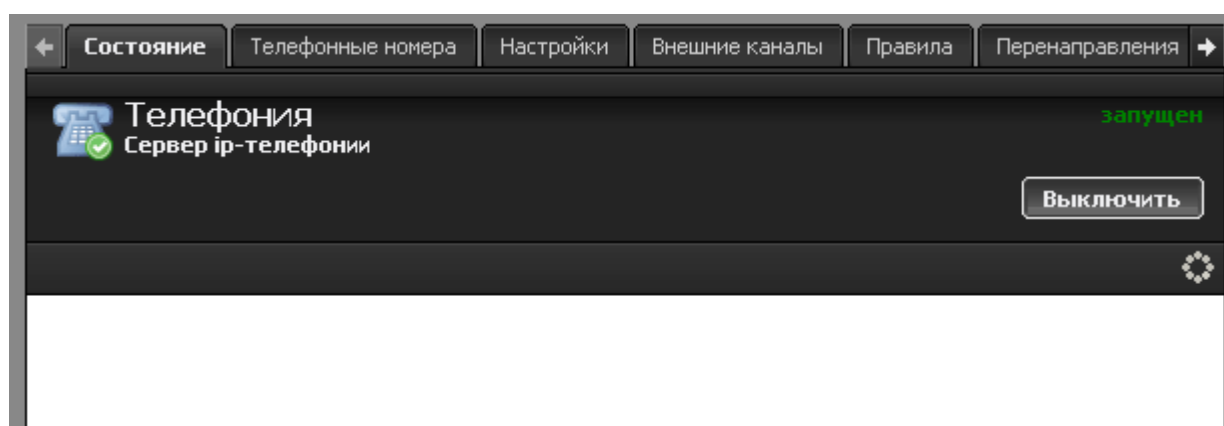 Состояние Телефонные номера Настройки Внешние каналы Правила Перенаправления
Телефония
запущен
Сервер ip-телефонии
Выключить